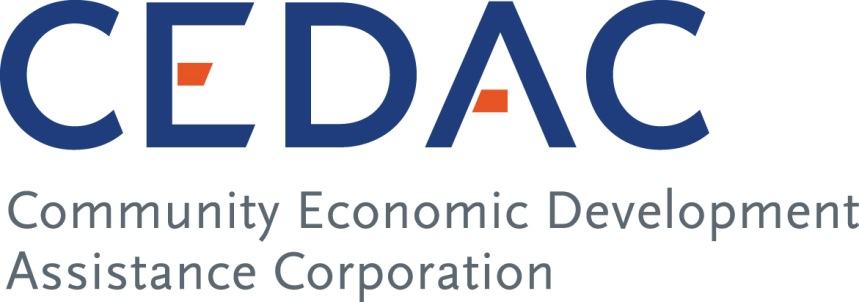 CEDAC
Community Economic Development
Assistance Corporation